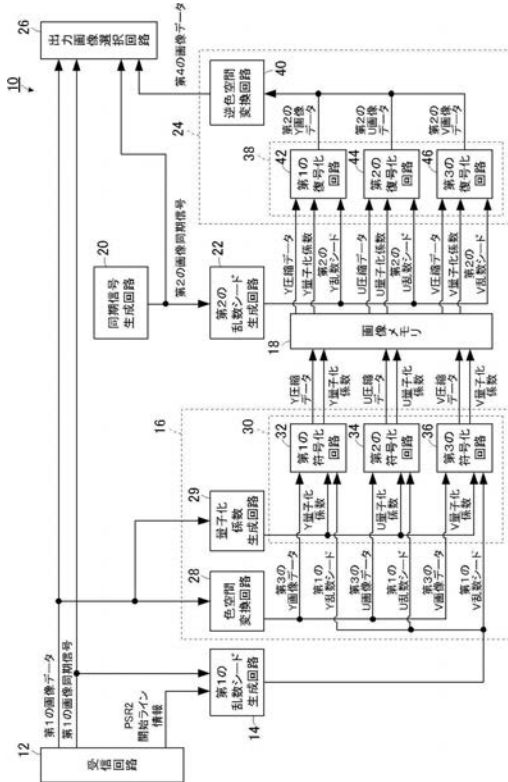 10
12
受信回路
第1の画像データ
第1の画像同期信号
PSR2
開始ライン
情報
14
第1の
乱数シード
生成回路
16
28
色空間
変換回路
29
量子化
係数
生成回路
第3の
Y画像データ
第1の
Y乱数シード
第3の
U画像データ
第1の
U乱数シード
第3の
V画像データ
第1の
V乱数シード
Y量子化
係数
U量子化
係数
V量子化
係数
30
32
第1の
符号化
回路
34
第2の
符号化
回路
36
第3の
符号化
回路
Y圧縮
データ
Y量子化
係数
U圧縮
データ
U量子化
係数
V圧縮
データ
V量子化
係数
18
画像メモリ
20
同期信号
生成回路
第2の画像同期信号
22
第2の
乱数シード
生成回路
Y圧縮データ
Y量子化係数
第2の
Y乱数シード
U圧縮データ
U量子化係数
第2の
U乱数シード
V圧縮データ
V量子化係数
第2の
V乱数シード
24
38
42
第1の
復号化
回路
44
第2の
復号化
回路
46
第3の
復号化
回路
第2の
Y画像
データ
第2の
U画像
データ
第2の
V画像
データ
40
逆色空間
変換回路
第4の画像データ
26
出力画像
選択回路